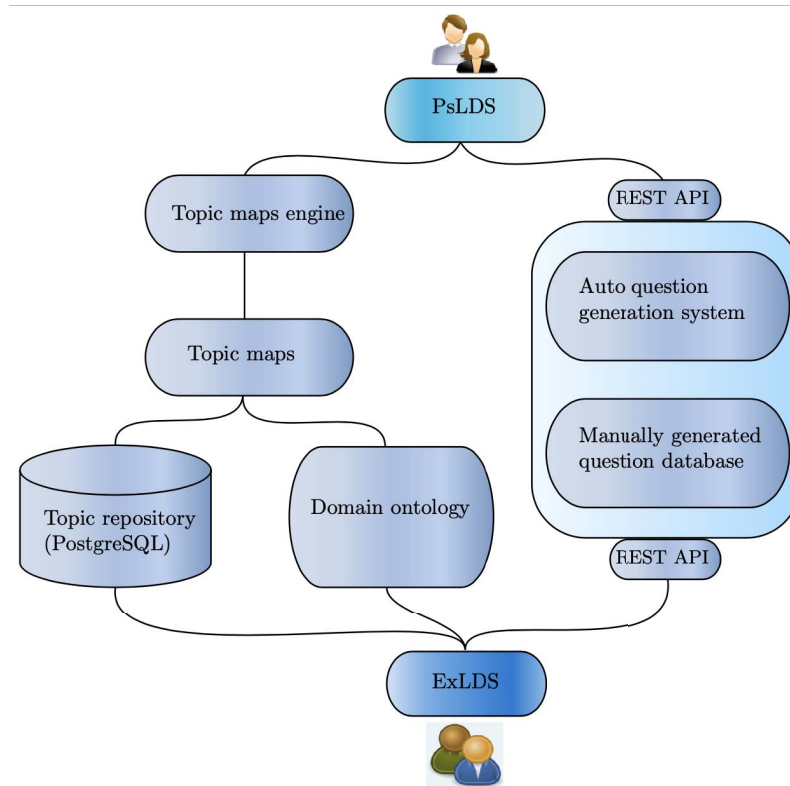 PsLDS
Topic maps engine
REST API
Auto question
generation system
Topic maps
Manually generated
question database
Topic repository
(PostgreSQL)
Domain ontology
REST API
ExLDS